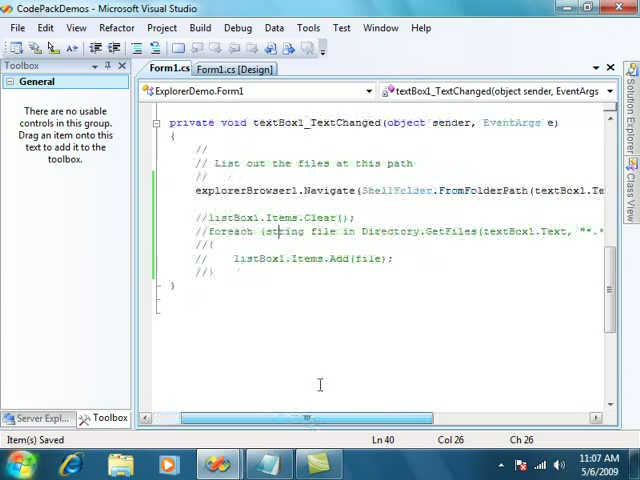 CodePackDemos - Microsoft Visual Studio
File Edit View Refactor Project Build Debug Data Tools Test Window Help
Toolbox
General
There are no usable
controls in this group.
Drag an item onto this
text to add it to the
toolbox.
Server Expl... Toolbox
Form1.cs Form1.cs [Design]
ExplorerDemo.Form1 textBox1_TextChanged(object sender, EventArgs
private void textBox1_TextChanged(object sender, EventArgs e)
{
//
// List out the files at this path
//
explorerBrowser1.Navigate(ShellFolder.FromFolderPath(textBox1.Te
//listBox1.Items.Clear();
//foreach (string file in Directory.GetFiles(textBox1.Text, "*.*
//{
// listBox1.Items.Add(file);
//}
}
Solution Explorer
Class View
Item(s) Saved Ln 40 Col 26 Ch 26
11:07 AM
5/6/2009